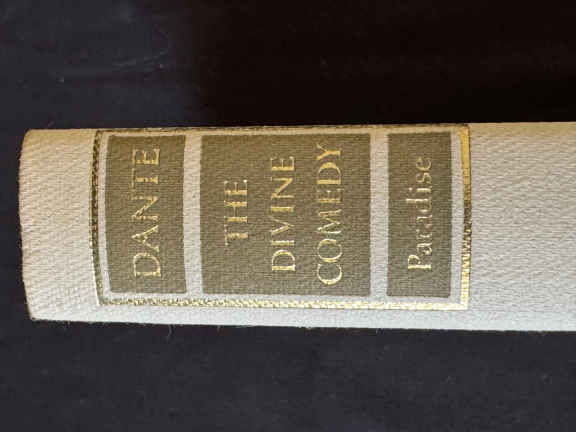 DANTE
THE
DIVINE
COMEDY
Paradise